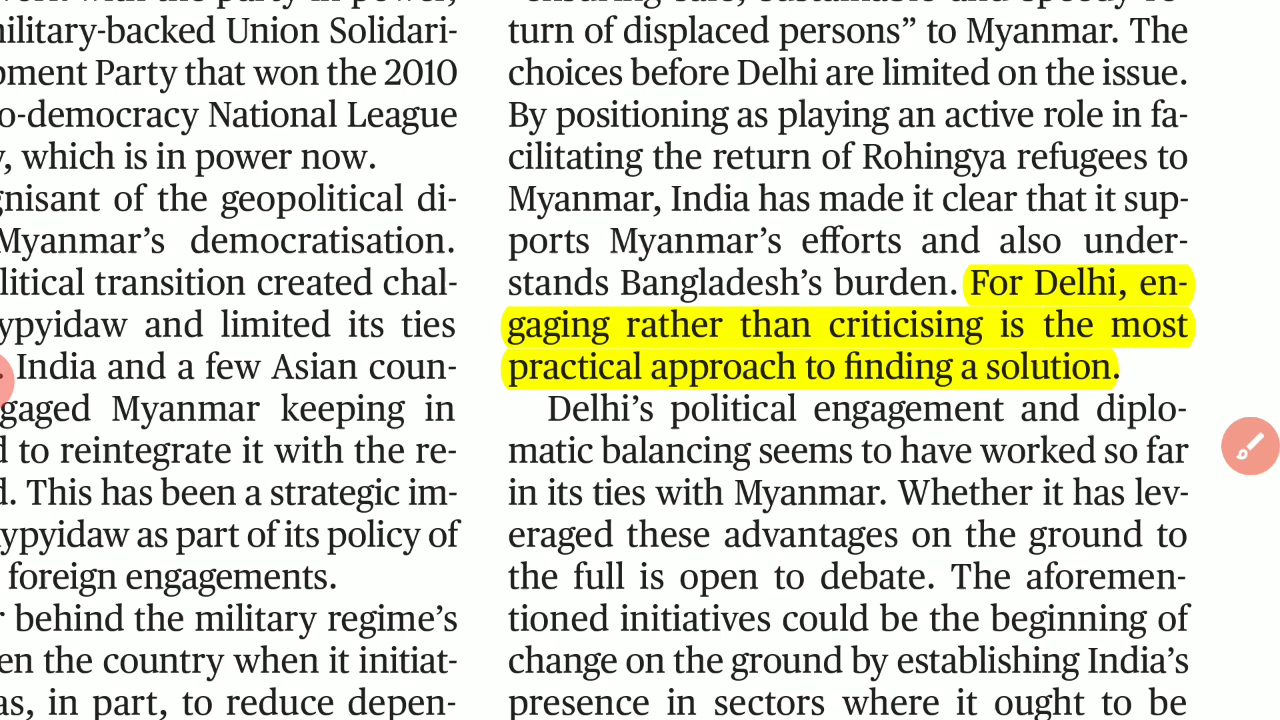 military-backed Union Solidari-
pment Party that won the 2010
o-democracy National League
, which is in power now.
gnisant of the geopolitical di-
Myanmar's democratisation.
litical transition created chal-
ypyidaw and limited its ties
. India and a few Asian coun-
gaged Myanmar keeping in
d to reintegrate it with the re-
d. This has been a strategic im-
ypyidaw as part of its policy of
foreign engagements.
r behind the military regime's
en the country when it initiat-
as, in part, to reduce depen-
turn of displaced persons” to Myanmar. The
choices before Delhi are limited on the issue.
By positioning as playing an active role in fa-
cilitating the return of Rohingya refugees to
Myanmar, India has made it clear that it sup-
ports Myanmar's efforts and also under-
stands Bangladesh's burden. For Delhi, en-
gaging rather than criticising is the most
practical approach to finding a solution.
Delhi's political engagement and diplo-
matic balancing seems to have worked so far
in its ties with Myanmar. Whether it has lev-
eraged these advantages on the ground to
the full is open to debate. The aforemen-
tioned initiatives could be the beginning of
change on the ground by establishing India's
presence in sectors where it ought to be